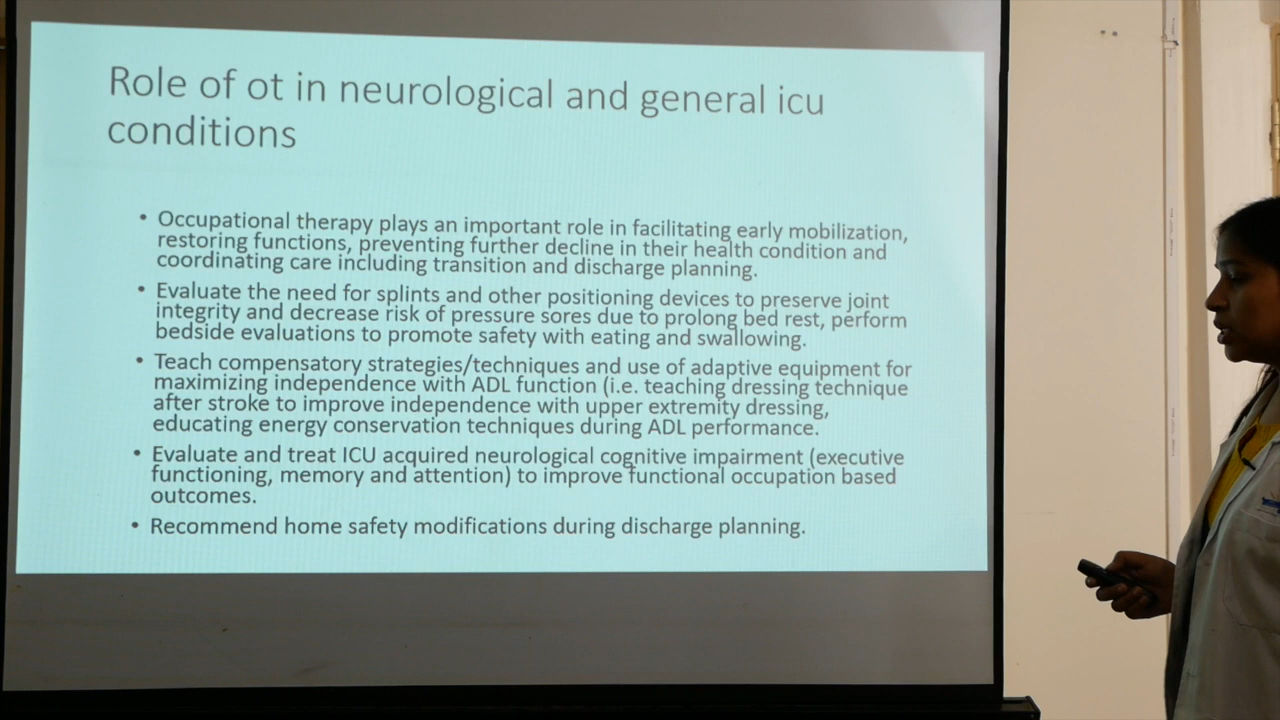 Role of ot in neurological and general icu
conditions
• Occupational therapy plays an important role in facilitating early mobilization,
restoring functions, preventing further decline in their health condition and
coordinating care including transition and discharge planning.
• Evaluate the need for splints and other positioning devices to preserve joint
integrity and decrease risk of pressure sores due to prolong bed rest, perform
bedside evaluations to promote safety with eating and swallowing.
• Teach compensatory strategies/techniques and use of adaptive equipment for
maximizing independence with ADL function (i.e. teaching dressing technique
after stroke to improve independence with upper extremity dressing,
educating energy conservation techniques during ADL performance.
• Evaluate and treat ICU acquired neurological cognitive impairment (executive
functioning, memory and attention) to improve functional occupation based
outcomes.
• Recommend home safety modifications during discharge planning.